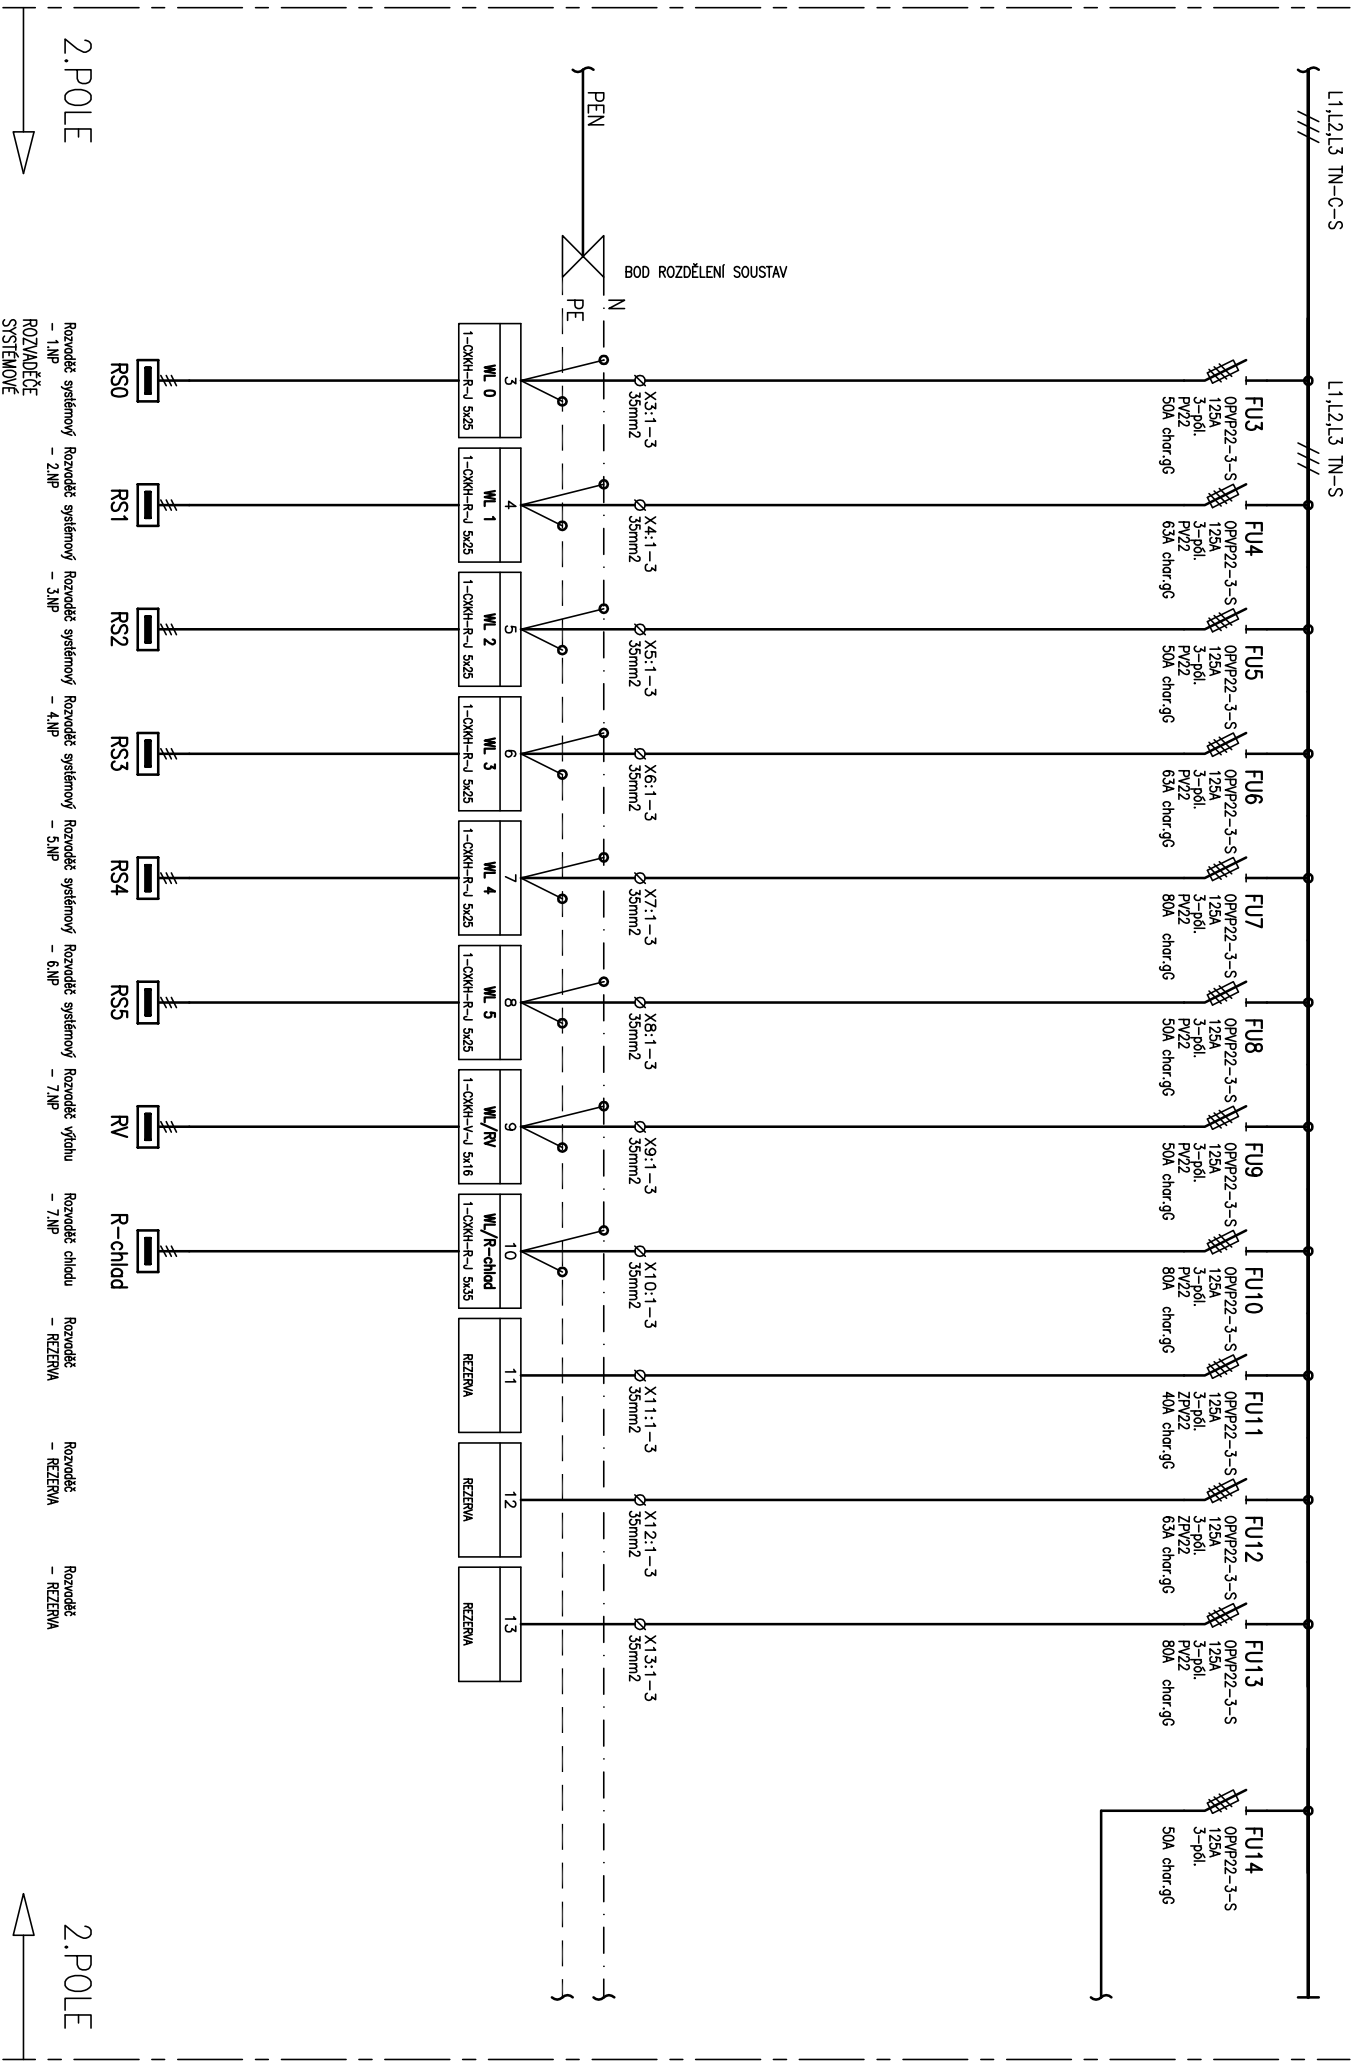 L1,L2,L3 TN-C-S
L1,L2,L3 TN-S
FU3
OPVP22-3-S
125A
3-pól.
PV22
50A char.gG
FU4
OPVP22-3-S
125A
3-pól.
PV22
63A char.gG
FU5
OPVP22-3-S
125A
3-pól.
PV22
50A char.gG
FU6
OPVP22-3-S
125A
3-pól.
PV22
63A char.gG
FU7
OPVP22-3-S
125A
3-pól.
PV22
80A char.gG
FU8
OPVP22-3-S
125A
3-pól.
PV22
50A char.gG
FU9
OPVP22-3-S
125A
3-pól.
PV22
50A char.gG
FU10
OPVP22-3-S
125A
3-pól.
PV22
80A char.gG
FU11
OPVP22-3-S
125A
3-pól.
ZPV22
40A char.gG
FU12
OPVP22-3-S
125A
3-pól.
ZPV22
63A char.gG
FU13
OPVP22-3-S
125A
3-pól.
PV22
80A char.gG
FU14
OPVP22-3-S
125A
3-pól.
50A char.gG
BOD ROZDĚLENÍ SOUSTAV
PEN
N
PE
X3:1-3
35mm2
X4:1-3
35mm2
X5:1-3
35mm2
X6:1-3
35mm2
X7:1-3
35mm2
X8:1-3
35mm2
X9:1-3
35mm2
X10:1-3
35mm2
X11:1-3
35mm2
X12:1-3
35mm2
X13:1-3
35mm2
3
WL 0
1-CXKH-R-J 5x25
4
WL 1
1-CXKH-R-J 5x25
5
WL 2
1-CXKH-R-J 5x25
6
WL 3
1-CXKH-R-J 5x25
7
WL 4
1-CXKH-R-J 5x25
8
WL 5
1-CXKH-R-J 5x25
9
WL/RV
1-CXKH-V-J 5x16
10
WL/R-chlad
1-CXKH-R-J 5x35
11
REZERVA
12
REZERVA
13
REZERVA
RS0
RS1
RS2
RS3
RS4
RS5
RV
R-chlad
2.POLE
Rozvaděč systémový
- 1.NP
Rozvaděč systémový
- 2.NP
Rozvaděč systémový
- 3.NP
Rozvaděč systémový
- 4.NP
Rozvaděč systémový
- 5.NP
Rozvaděč systémový
- 6.NP
Rozvaděč výtahu
- 7.NP
Rozvaděč chladu
- 7.NP
Rozvaděč
- REZERVA
Rozvaděč
- REZERVA
Rozvaděč
- REZERVA
2.POLE
ROZVADĚČE
SYSTÉMOVÉ